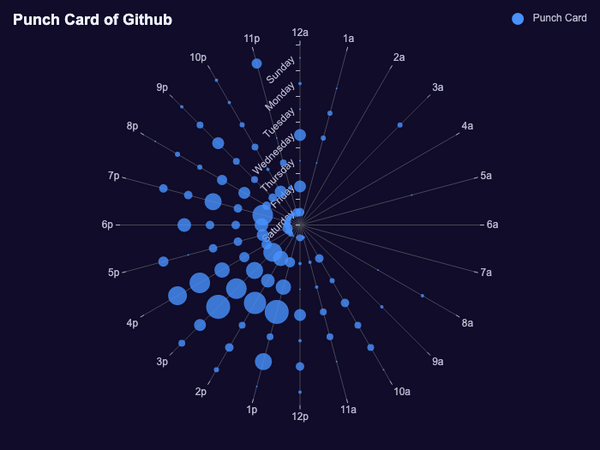 Punch Card of Github
Punch Card
12a
1a
2a
3a
4a
5a
6a
7a
8a
9a
10a
11a
12p
1p
2p
3p
4p
5p
6p
7p
8p
9p
10p
11p
Sunday
Monday
Tuesday
Wednesday
Thursday
Friday
Saturday